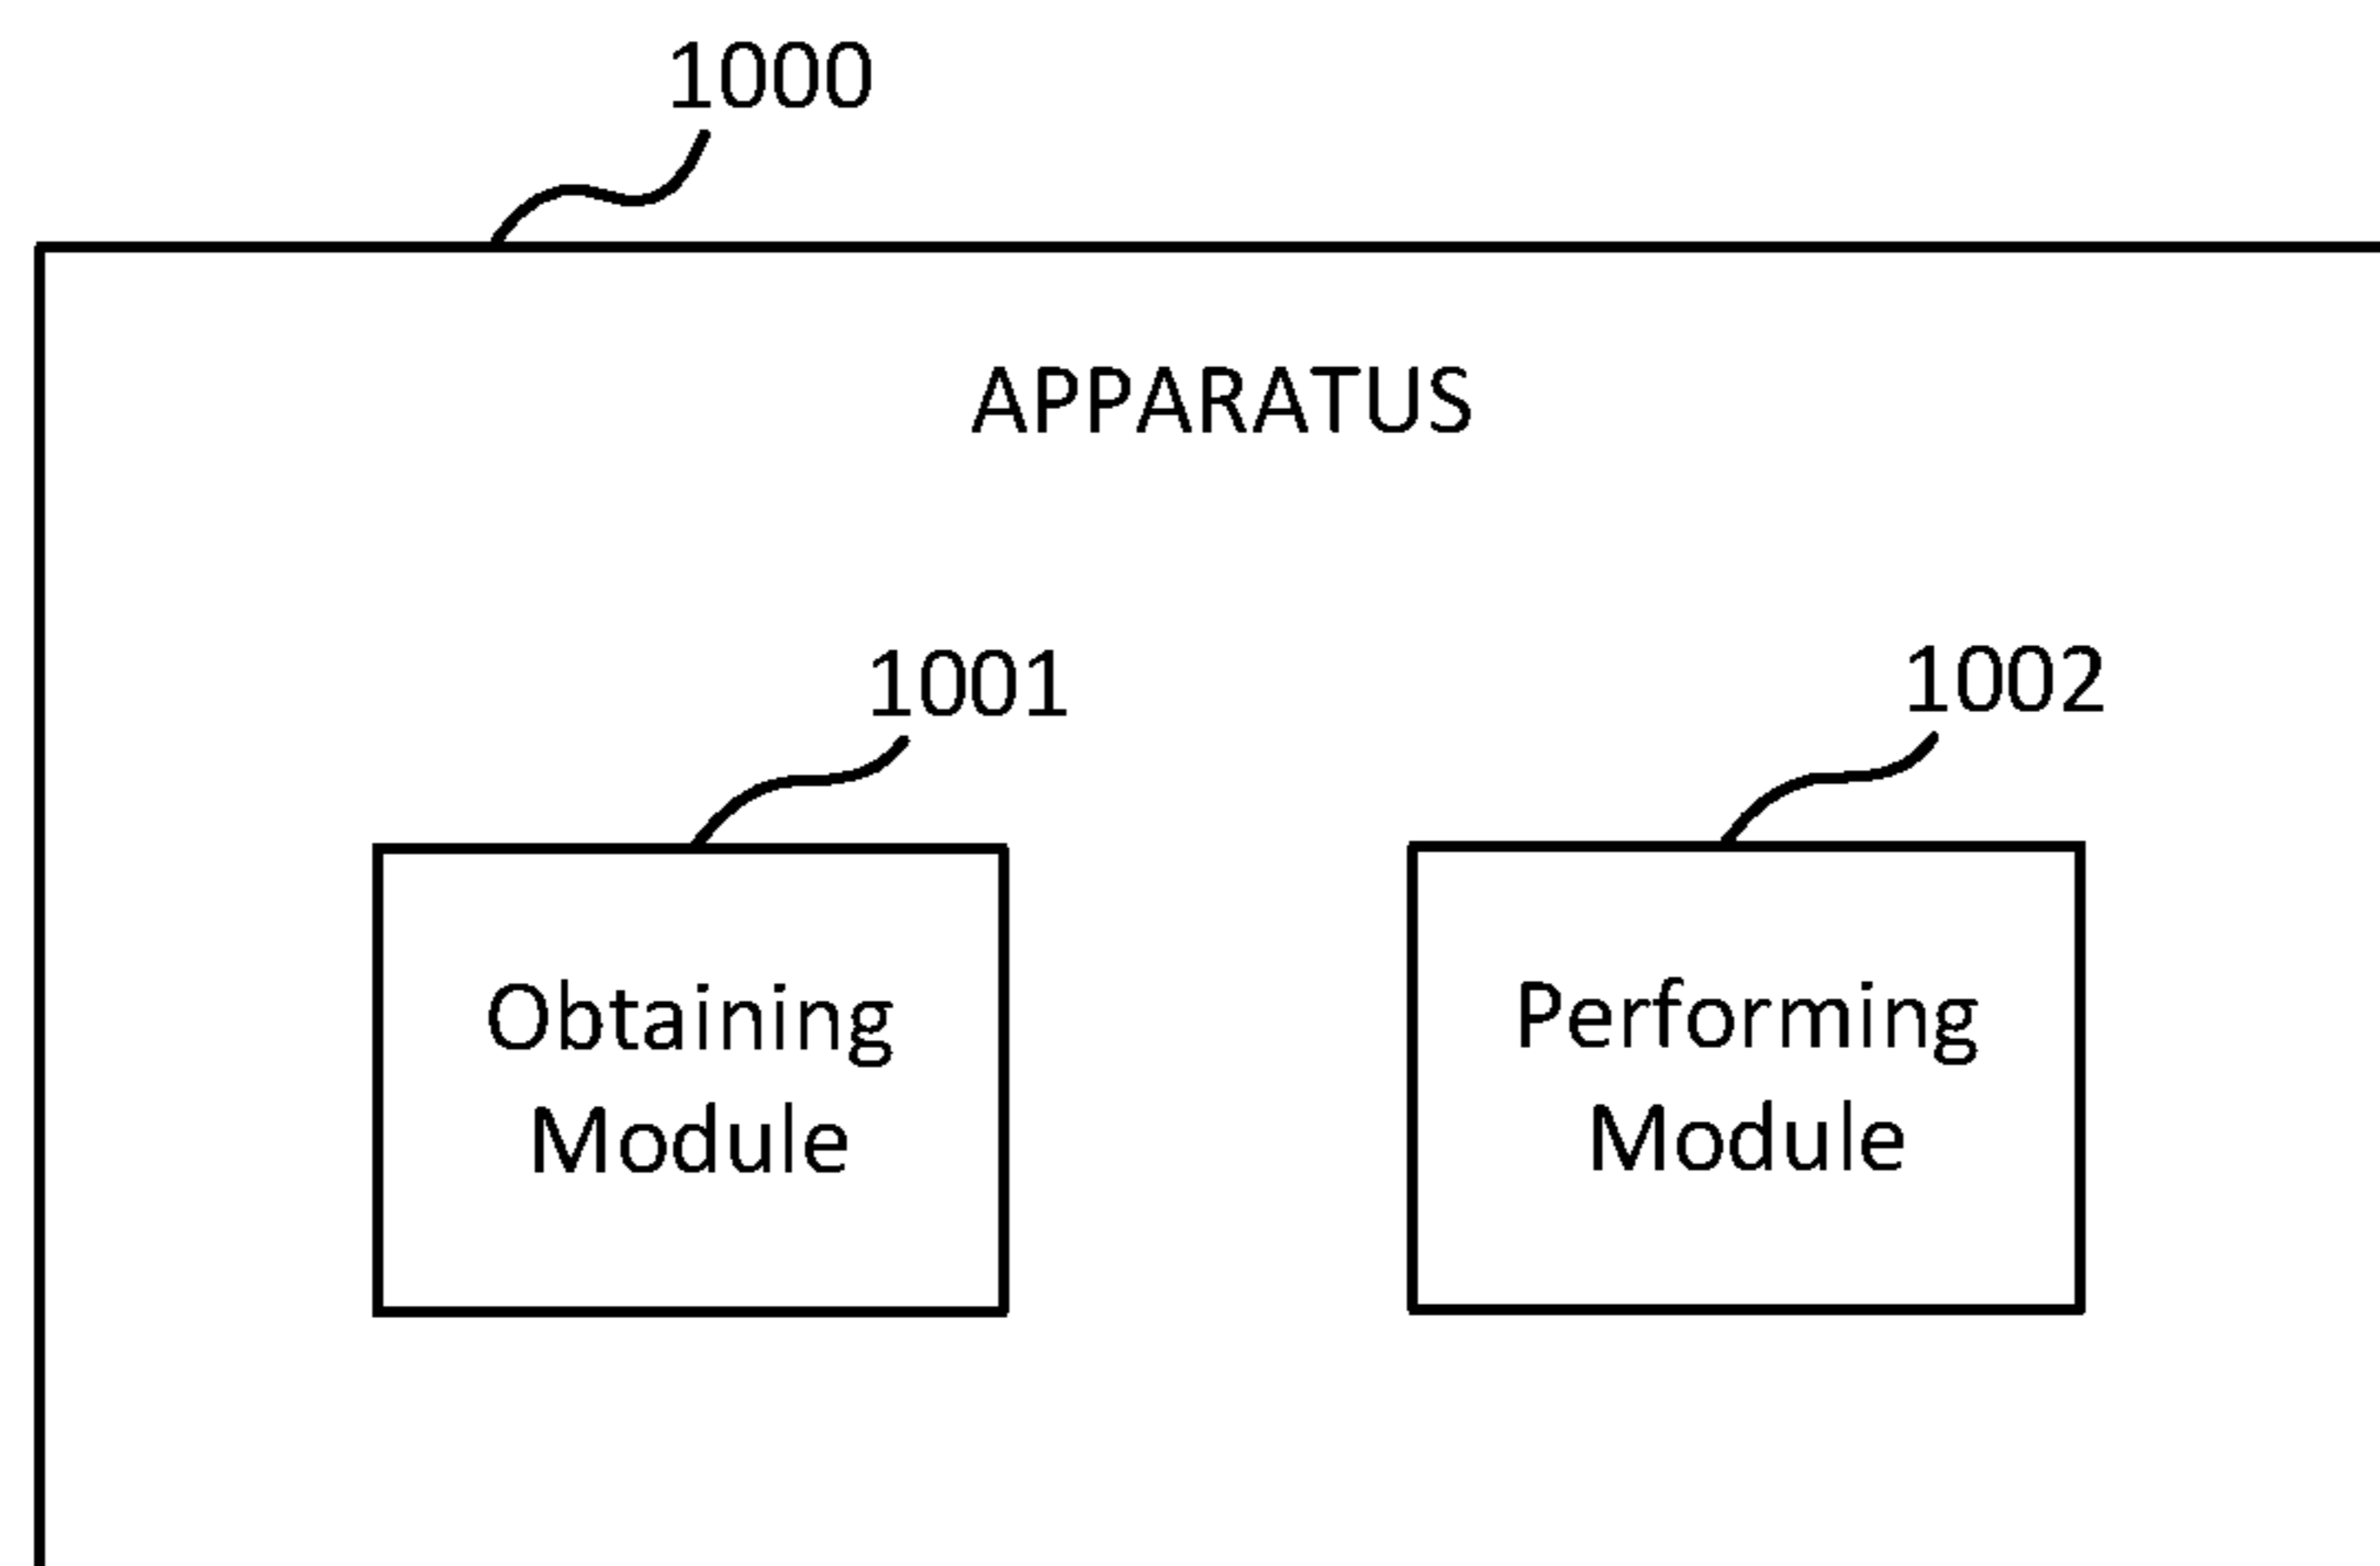 1000
APPARATUS
1001
1002
Obtaining
Module
Performing
Module